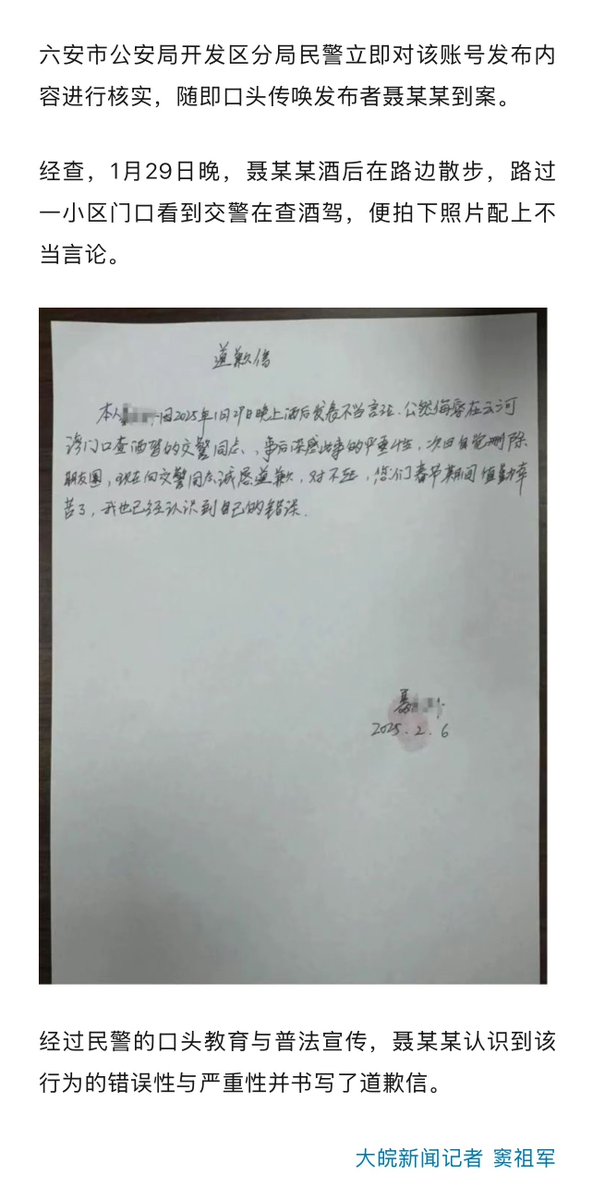 六安市公安局开发区分局民警立即对该账号发布内
容进行核实，随即口头传唤发布者聂某某到案。
经查，1月29日晚，聂某某酒后在路边散步，路过
一小区门口看到交警在查酒驾，便拍下照片配上不
当言论。
道歉信
本人 因2025年1月29日晚上酒后发表不当言论，公然侮辱在云河
湾门口查酒驾的交警同志、事后深感此事的严重性，次日自觉删除
朋友圈，现在向交警同志诚恳道歉，对不起，您们春节期间值勤辛
苦了，我也已经认识到自己的错误.
聂
2025.2.6
经过民警的口头教育与普法宣传，聂某某认识到该
行为的错误性与严重性并书写了道歉信。
大皖新闻记者 窦祖军